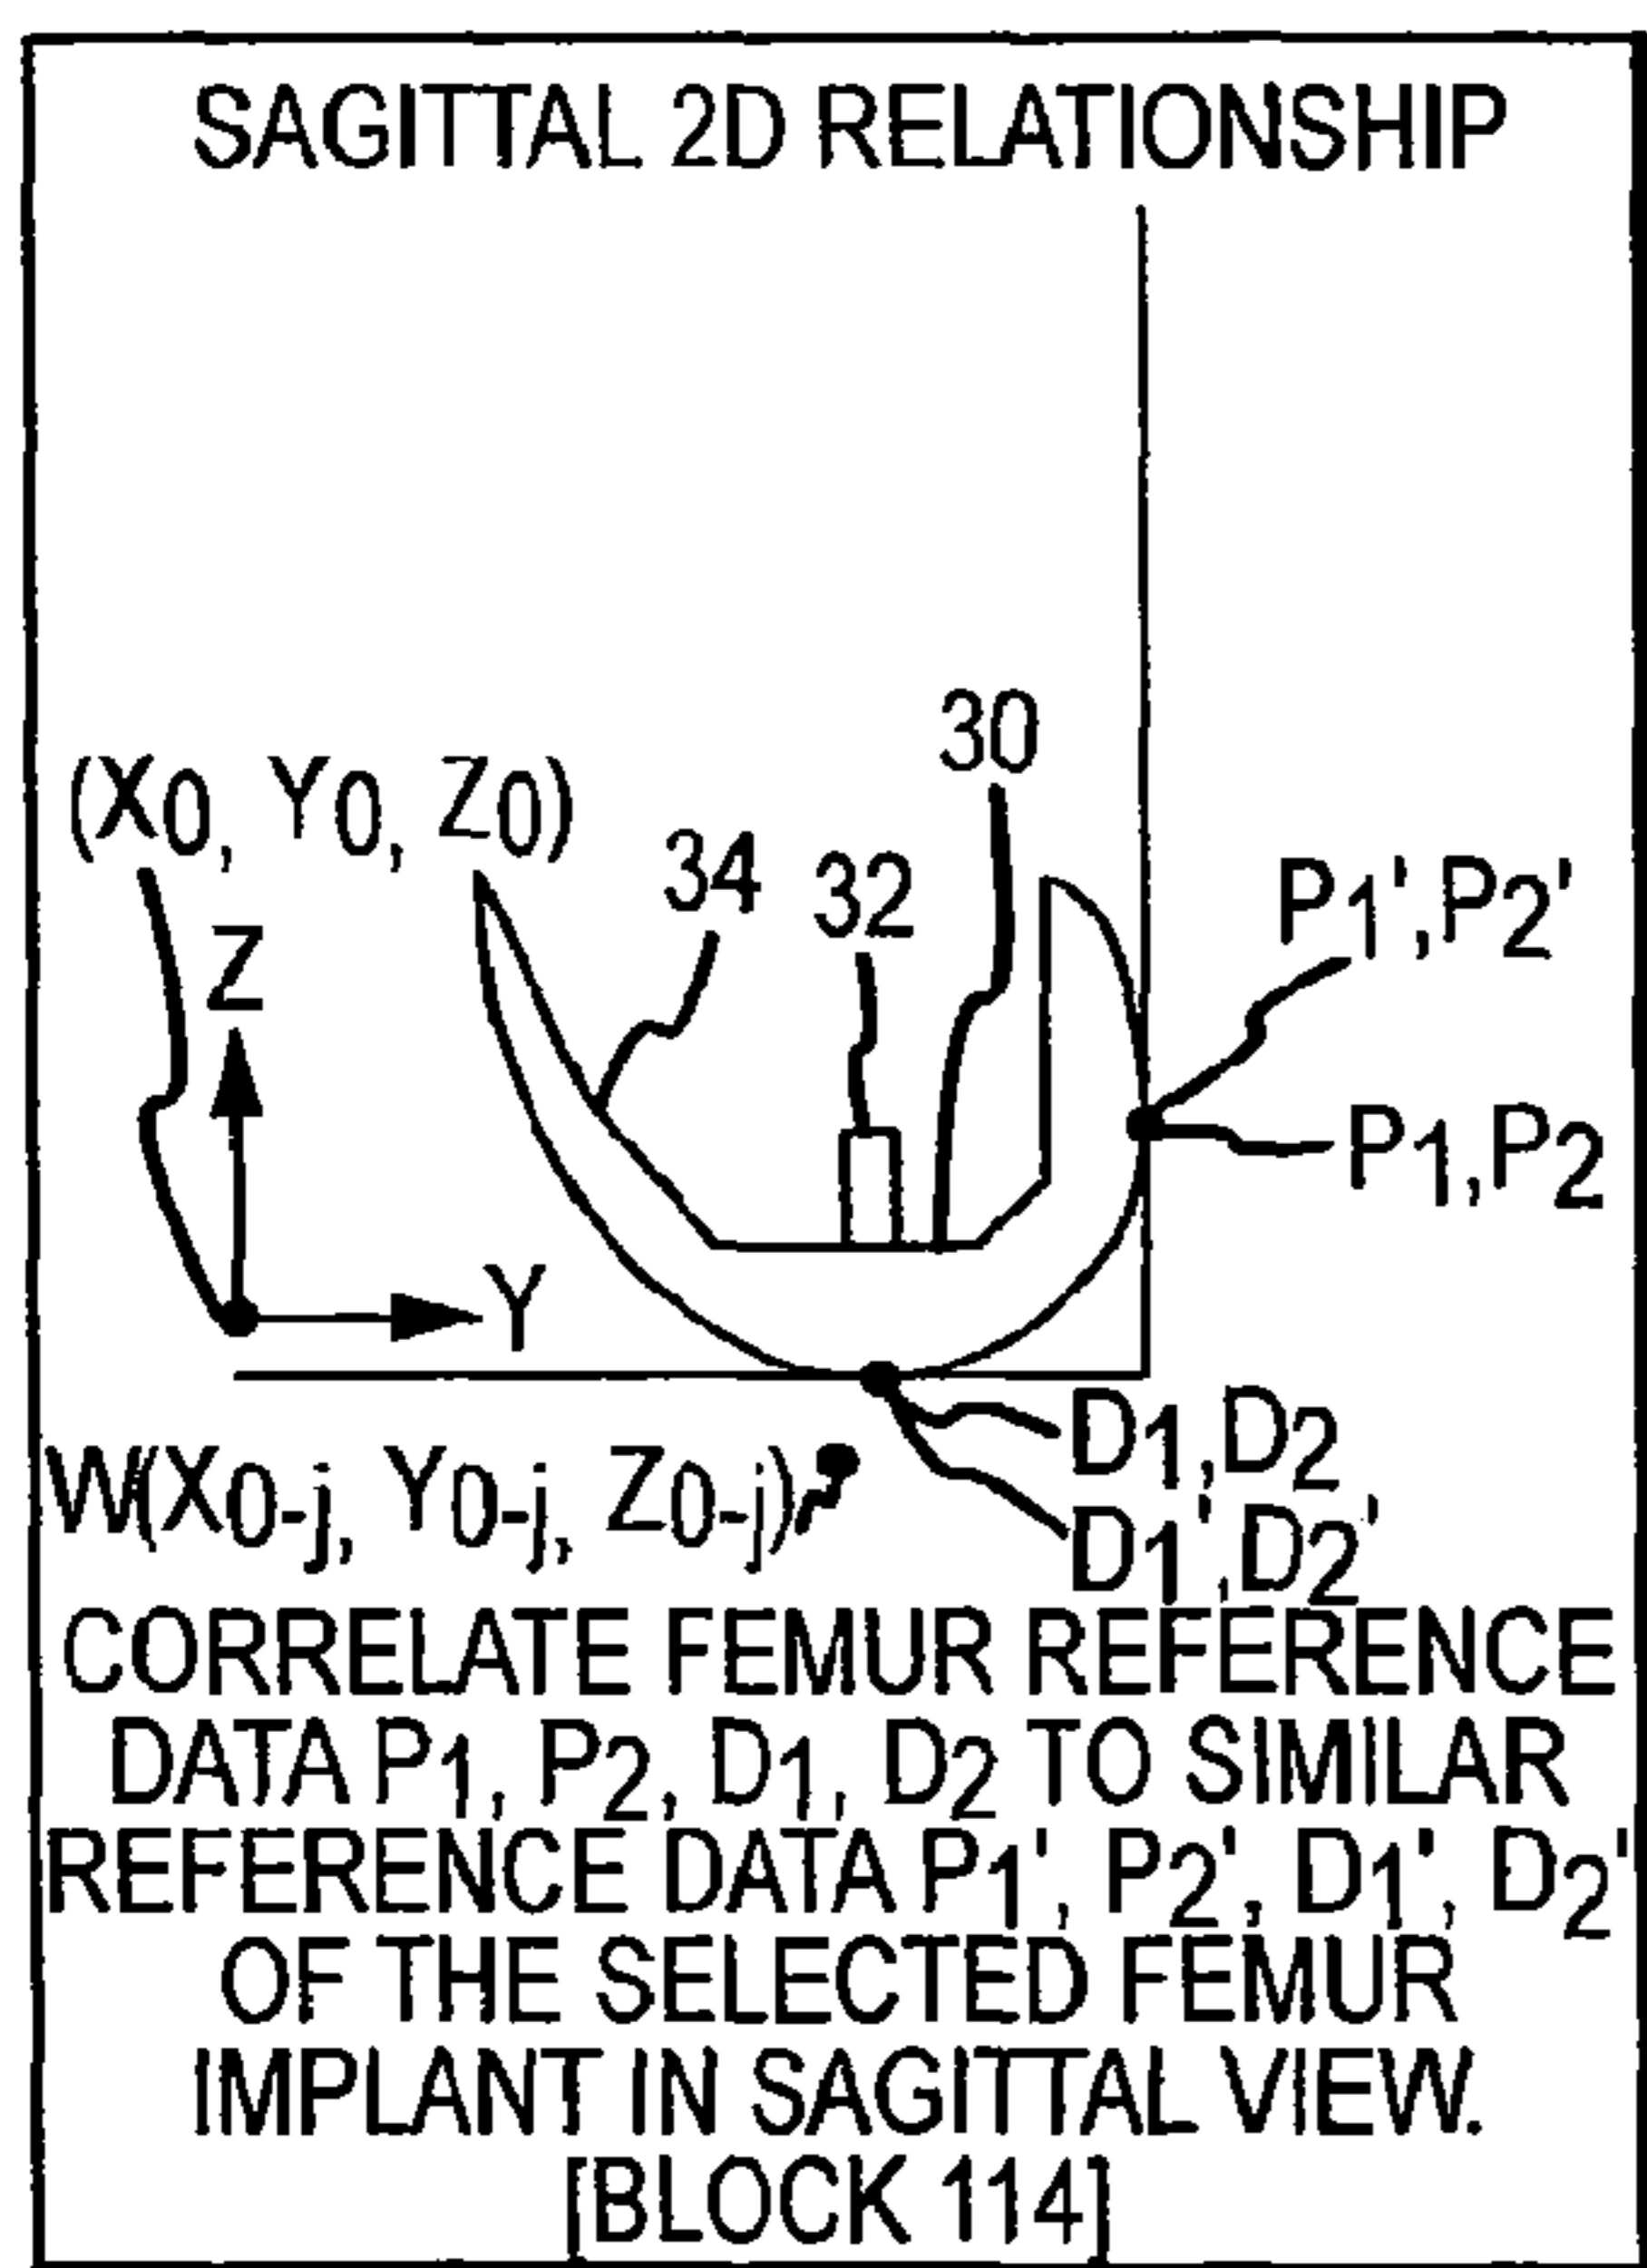 SAGITTAL 2D RELATIONSHIP
30
(X0, Y0, Z0)
34
32
P1',P2'
Z
P1,P2
Y
D1,D2
W(X0-j, Y0-j, Z0-j)
D1',D2'
CORRELATE FEMUR REFERENCE
DATA P1, P2, D1, D2 TO SIMILAR
REFERENCE DATA P1', P2', D1', D2'
OF THE SELECTED FEMUR
IMPLANT IN SAGITTAL VIEW.
[BLOCK 114]